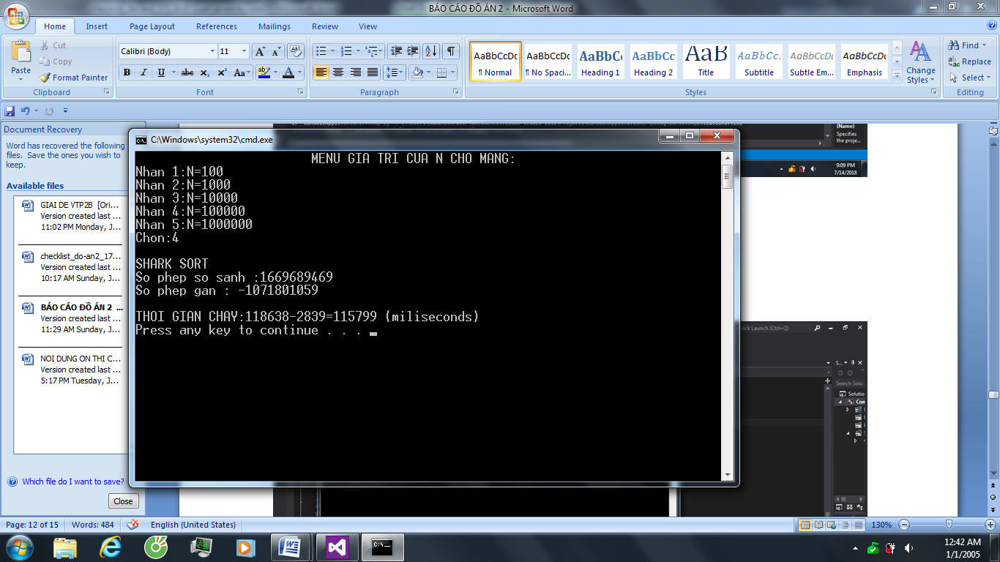 BÁO CÁO ĐỒ ÁN 2 - Microsoft Word
Home Insert Page Layout References Mailings Review View
Paste
Cut
Copy
Format Painter
Clipboard
Calibri (Body) 11
Font
Paragraph
AaBbCcDc AaBbCcDc AaBbCc AaBbCc AaB AaBbCc. AaBbCcDc AaBbCcDc
¶ Normal ¶ No Spaci... Heading 1 Heading 2 Title Subtitle Subtle Em... Emphasis
Change Styles
Styles
Find
Replace
Select
Editing
Document Recovery
Word has recovered the following
files. Save the ones you wish to
keep.
Available files
GIAI DE VTP2B [Ori...
Version created last ...
11:02 PM Monday, J...
checklist_do-an2_17...
Version created last ...
10:17 AM Sunday, J...
BÁO CÁO ĐỒ ÁN 2 ...
Version created last ...
11:29 AM Sunday, J...
NOI DUNG ON THI C...
Version created last ...
5:17 PM Tuesday, J...
Which file do I want to save?
Close
C:\Windows\system32\cmd.exe
MENU GIA TRI CUA N CHO MANG:
Nhan 1:N=100
Nhan 2:N=1000
Nhan 3:N=10000
Nhan 4:N=100000
Nhan 5:N=1000000
Chon:4
SHARK SORT
So phep so sanh :1669689469
So phep gan : -1071801059
THOI GIAN CHAY:118638-2839=115799 (miliseconds)
Press any key to continue . . .
(Name)
Specifies
the proje...
9:09 PM
7/14/2018
Quick Launch (Ctrl+Q)
S...
Search Solu
Solutio
Con
Page: 12 of 15 Words: 484 English (United States) 130%
12:42 AM
1/1/2005